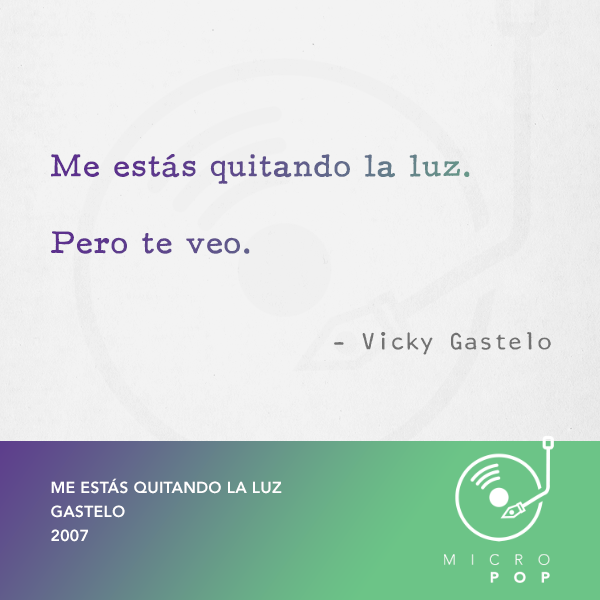 Me estás quitando la luz.
Pero te veo.
– Vicky Gastelo
ME ESTÁS QUITANDO LA LUZ
GASTELO
2007
MICRO
POP